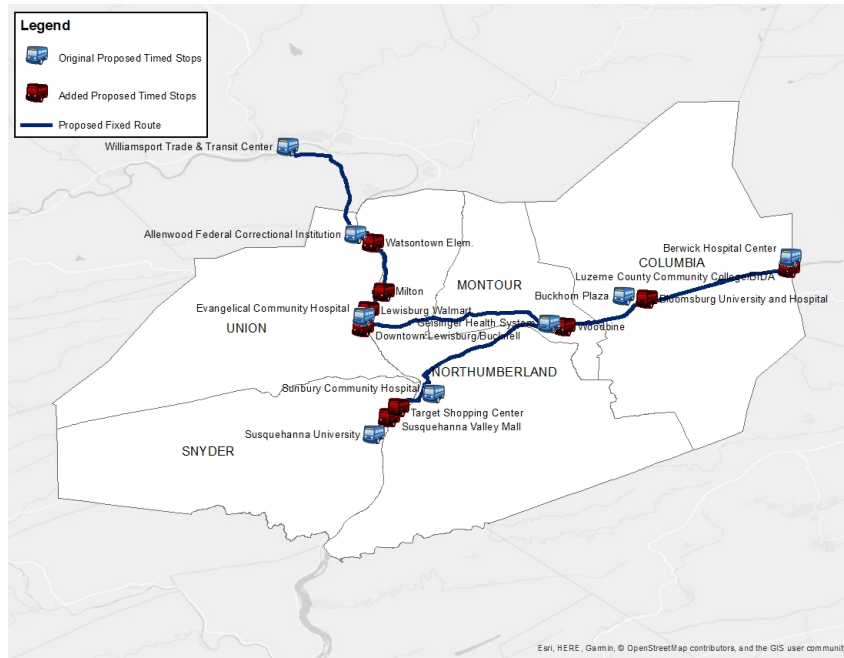 Legend
Original Proposed Timed Stops
Added Proposed Timed Stops
Proposed Fixed Route
Williamsport Trade & Transit Center
Allenwood Federal Correctional Institution
Watsontown Elem.
Berwick Hospital Center
COLUMBIA
Luzerne County Community College/BIDA
MONTOUR
Milton
Buckhorn Plaza
Bloomsburg University and Hospital
Evangelical Community Hospital
Lewisburg Walmart
Geisinger Health System
Woodbine
UNION
Downtown Lewisburg/Bucknell
NORTHUMBERLAND
Sunbury Community Hospital
Target Shopping Center
Susquehanna Valley Mall
Susquehanna University
SNYDER
Esri, HERE, Garmin, © OpenStreetMap contributors, and the GIS user communit